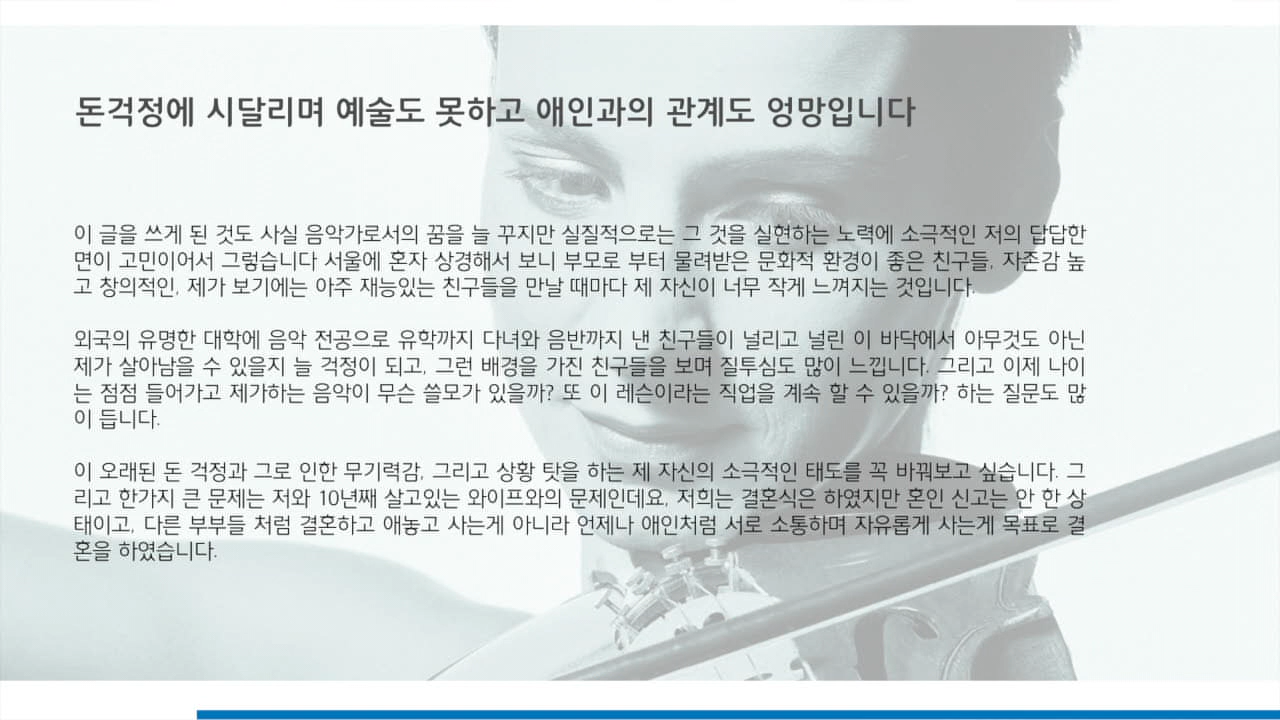 돈걱정에 시달리며 예술도 못하고 애인과의 관계도 엉망입니다
이 글을 쓰게 된 것도 사실 음악가로서의 꿈을 늘 꾸지만 실질적으로는 그 것을 실현하는 노력에 소극적인 저의 답답한
면이 고민이어서 그렇습니다 서울에 혼자 상경해서 보니 부모로 부터 물려받은 문화적 환경이 좋은 친구들, 자존감 높
고 창의적인, 제가 보기에는 아주 재능있는 친구들을 만날 때마다 제 자신이 너무 작게 느껴지는 것입니다.
외국의 유명한 대학에 음악 전공으로 유학까지 다녀와 음반까지 낸 친구들이 널리고 널린 이 바닥에서 아무것도 아닌
제가 살아남을 수 있을지 늘 걱정이 되고, 그런 배경을 가진 친구들을 보며 질투심도 많이 느낍니다. 그리고 이제 나이
는 점점 들어가고 제가하는 음악이 무슨 쓸모가 있을까? 또 이 레슨이라는 직업을 계속 할 수 있을까? 하는 질문도 많
이 듭니다.
이 오래된 돈 걱정과 그로 인한 무기력감, 그리고 상황 탓을 하는 제 자신의 소극적인 태도를 꼭 바꿔보고 싶습니다. 그
리고 한가지 큰 문제는 저와 10년째 살고있는 와이프와의 문제인데요, 저희는 결혼식은 하였지만 혼인 신고는 안 한 상
태이고, 다른 부부들 처럼 결혼하고 애놓고 사는게 아니라 언제나 애인처럼 서로 소통하며 자유롭게 사는게 목표로 결
혼을 하였습니다.